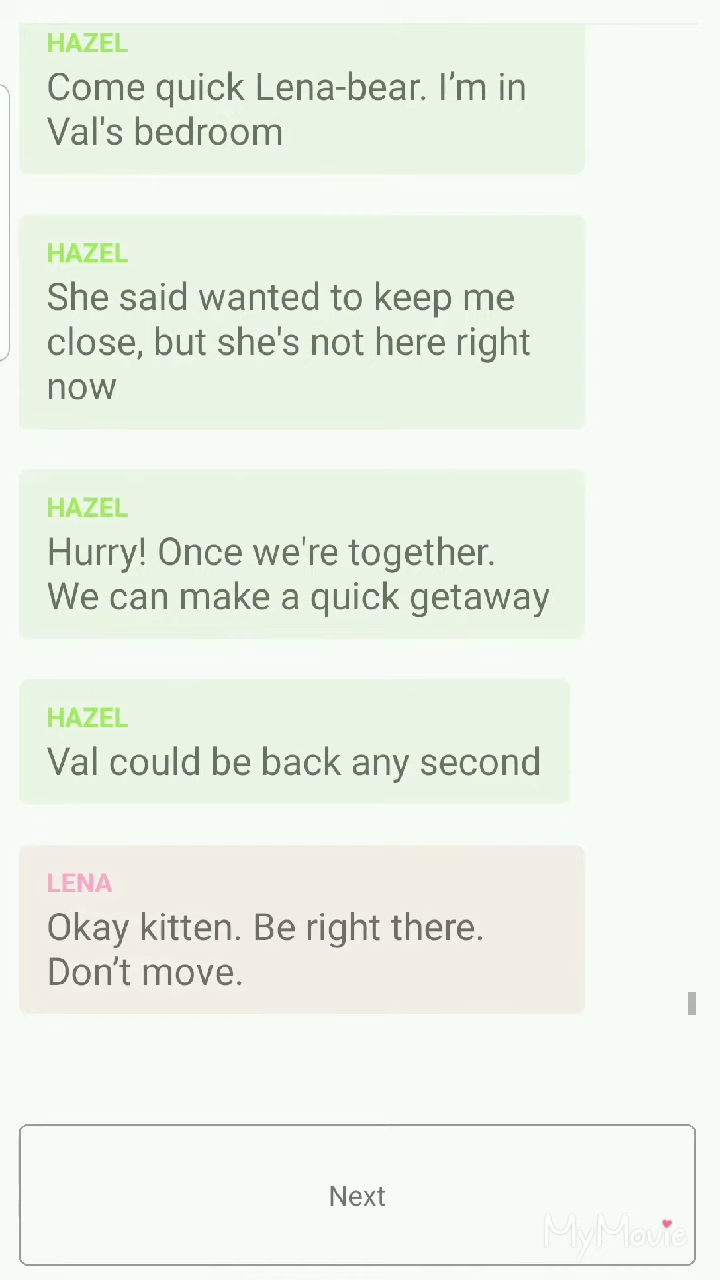 HAZEL
Come quick Lena-bear. I’m in
Val's bedroom
HAZEL
She said wanted to keep me
close, but she's not here right
now
HAZEL
Hurry! Once we're together.
We can make a quick getaway
HAZEL
Val could be back any second
LENA
Okay kitten. Be right there.
Don’t move.
Next
MyMovie